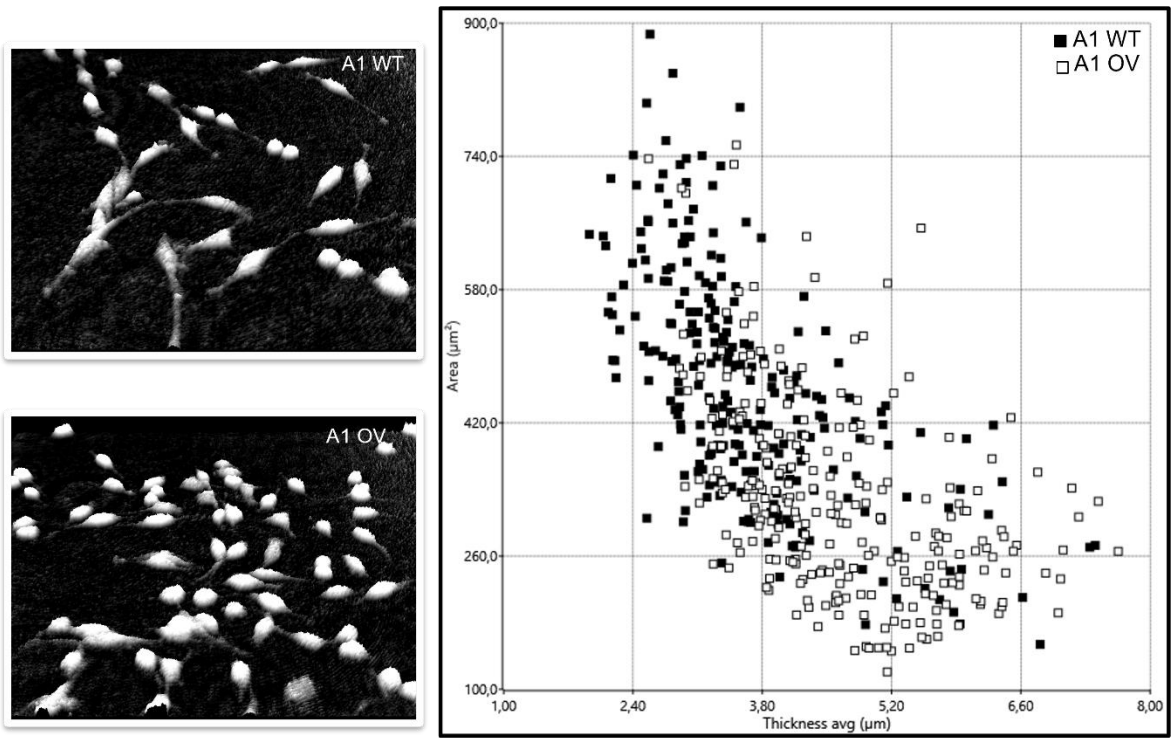 A1 WT
A1 OV
900,0
740,0
580,0
420,0
260,0
100,0
Area (µm²)
1,00
2,40
3,80
5,20
6,60
8,00
Thickness avg (µm)
A1 WT
A1 OV